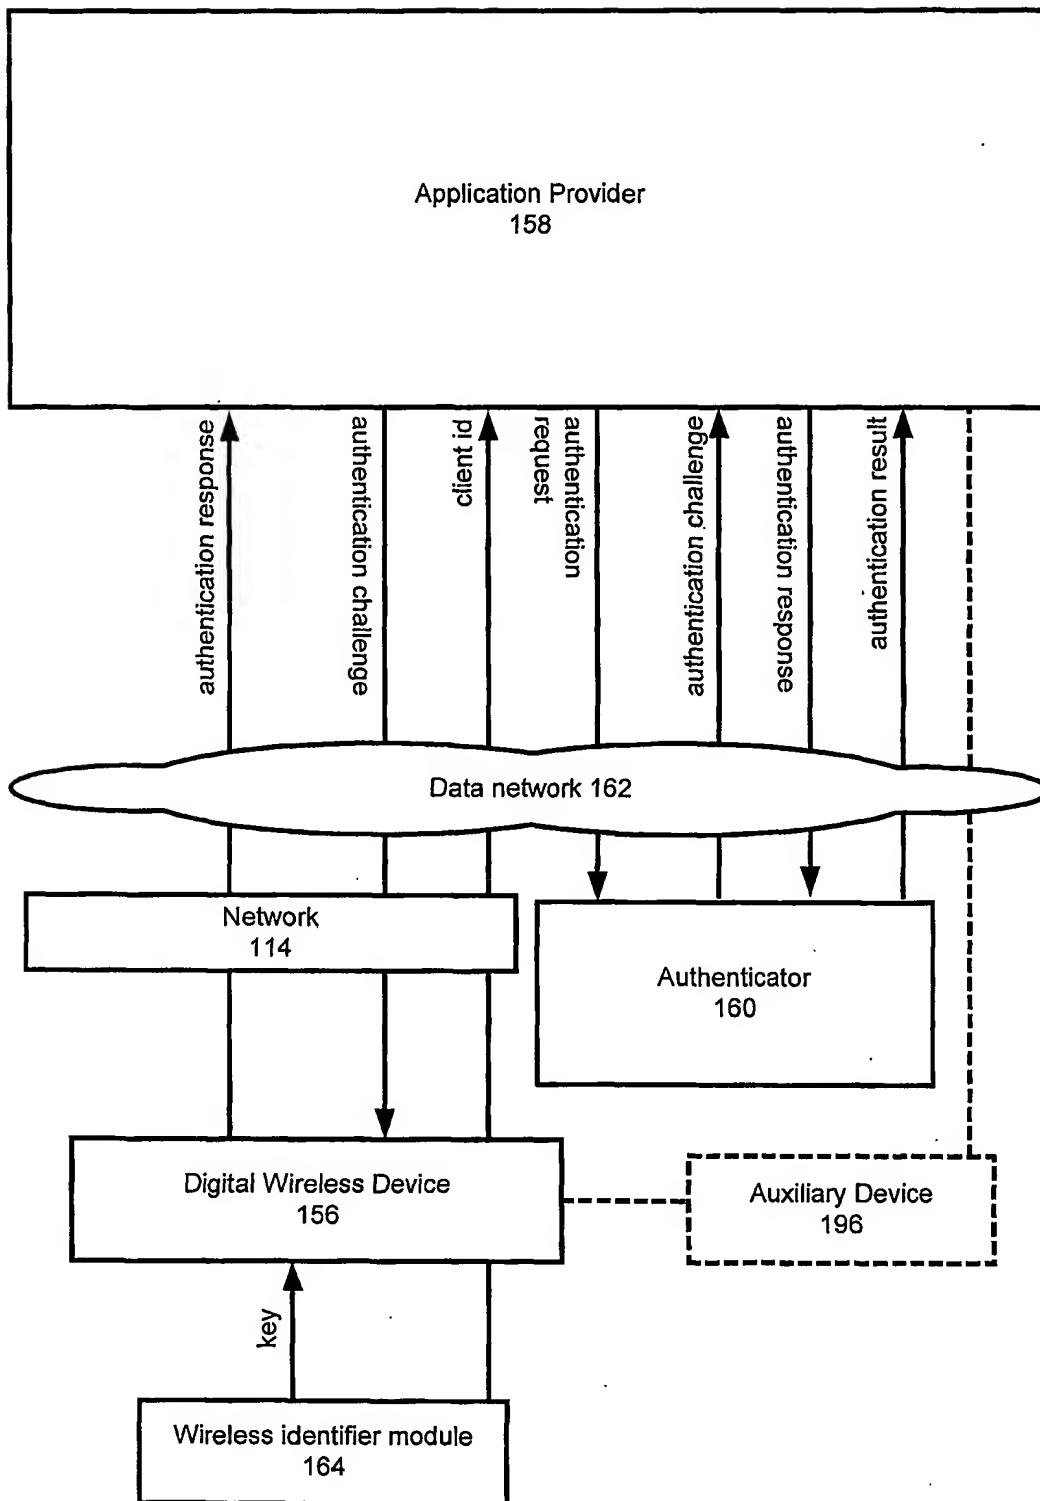 Application Provider
158
authentication response
authentication challenge
client id
authentication
request
authentication challenge
authentication response
authentication result
Data network 162
Network
114
Authenticator
160
Digital Wireless Device
156
Auxiliary Device
196
key
Wireless identifier module
164